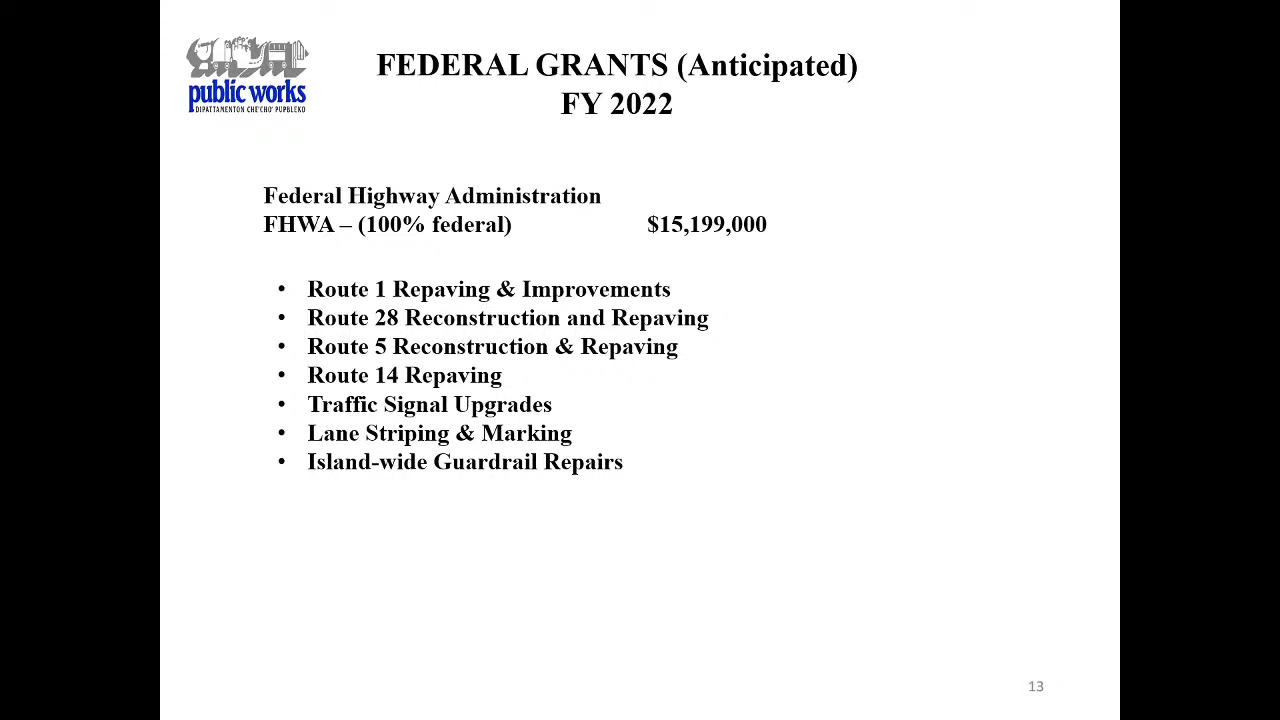 public works
DIPATTAMENTON CHE'CHO' PUPBLEKO
FEDERAL GRANTS (Anticipated)
FY 2022
Federal Highway Administration
FHWA – (100% federal) $15,199,000
• Route 1 Repaving & Improvements
• Route 28 Reconstruction and Repaving
• Route 5 Reconstruction & Repaving
• Route 14 Repaving
• Traffic Signal Upgrades
• Lane Striping & Marking
• Island-wide Guardrail Repairs
13